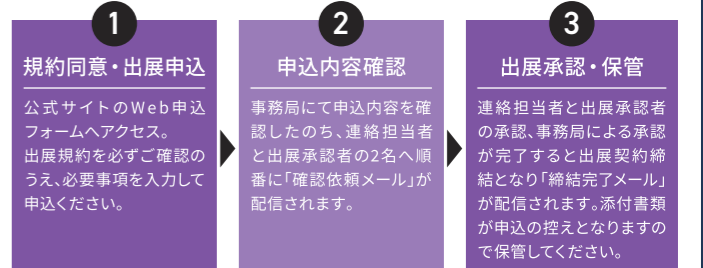 1
規約同意・出展申込
公式サイトのWeb申込
フォームへアクセス。
出展規約を必ずご確認の
うえ、必要事項を入力して
申込ください。
2
申込内容確認
事務局にて申込内容を確
認したのち、連絡担当者
と出展承認者の2名へ順
番に「確認依頼メール」が
配信されます。
3
出展承認・保管
連絡担当者と出展承認者
の承認、事務局による承認
が完了すると出展契約締
結となり「締結完了メール」
が配信されます。添付書類
が申込の控えとなりますの
で保管してください。